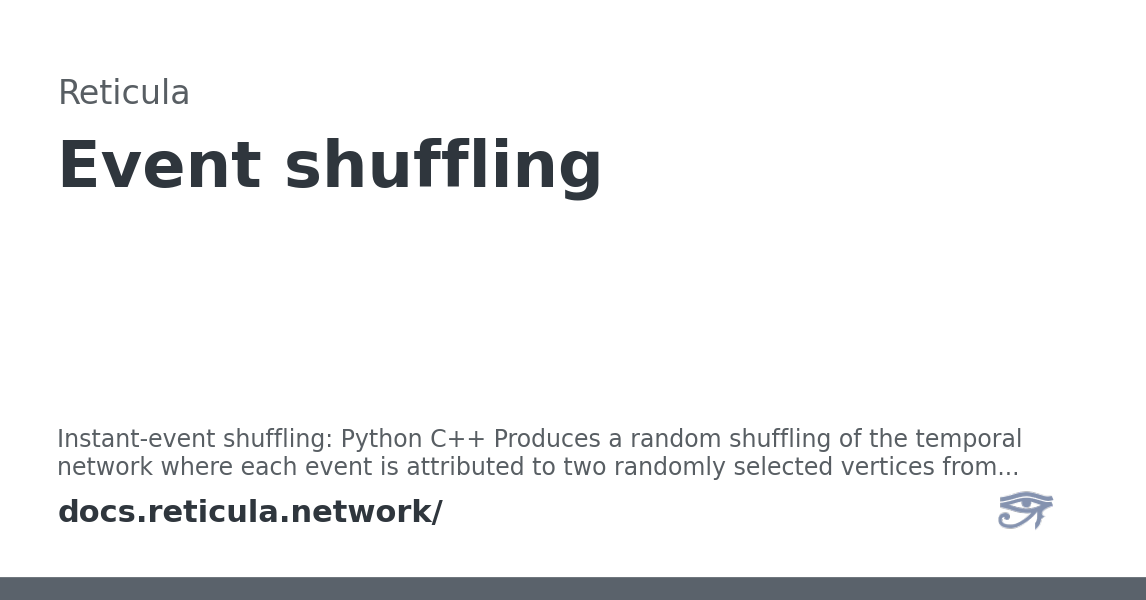 Reticula
Event shuffling
Instant-event shuffling: Python C++ Produces a random shuffling of the temporal
network where each event is attributed to two randomly selected vertices from...
docs.reticula.network/